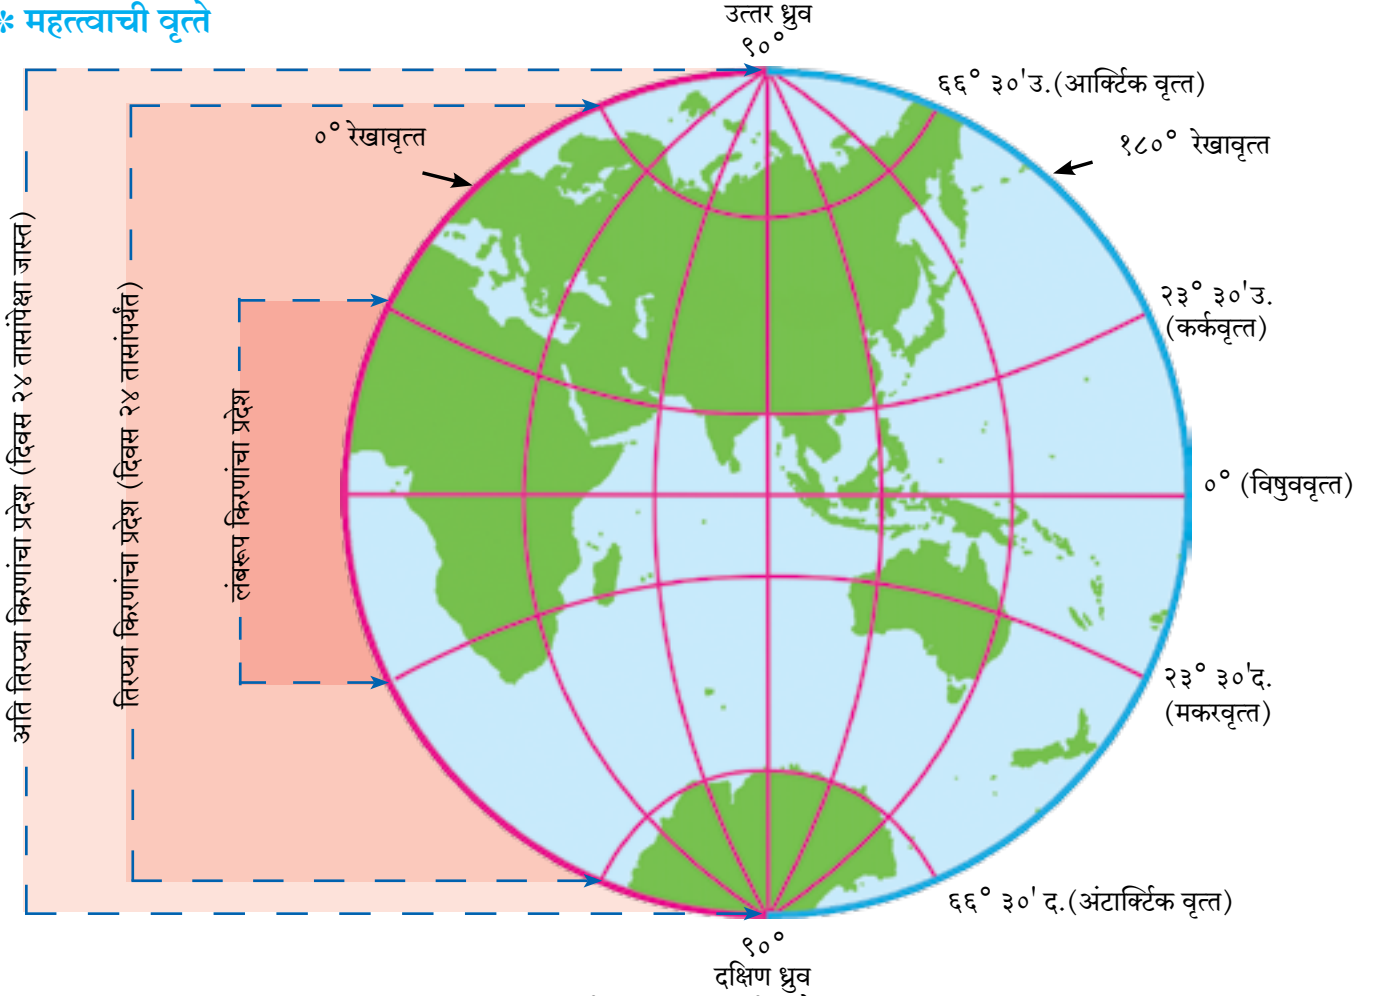 ❇ महत्त्वाची वृत्ते
उत्तर ध्रुव
९०°
६६° ३०'उ.(आर्क्टिक वृत्त)
०° रेखावृत्त
१८०° रेखावृत्त
२३° ३०'उ.
(कर्कवृत्त)
अति तिरप्या किरणांचा प्रदेश (दिवस २४ तासांपेक्षा जास्त)
तिरप्या किरणांचा प्रदेश (दिवस २४ तासांपर्यंत)
लंबरूप किरणांचा प्रदेश
०° (विषुववृत्त)
२३° ३०'द.
(मकरवृत्त)
६६° ३०' द.(अंटार्क्टिक वृत्त)
९०°
दक्षिण ध्रुव